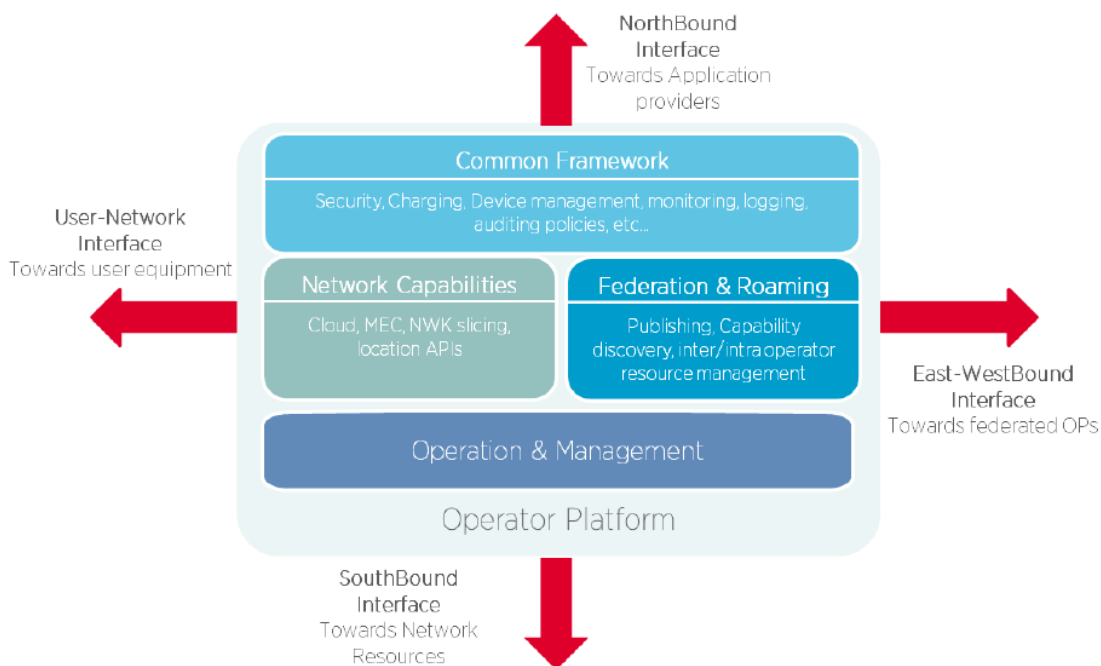 NorthBound
Interface
Towards Application
providers
Common Framework
Security, Charging, Device management, monitoring, logging,
auditing policies, etc...
User-Network
Interface
Towards user equipment
Network Capabilities
Cloud, MEC, NWK slicing,
location APIs
Federation & Roaming
Publishing, Capability
discovery, inter/intra operator
resource management
East-WestBound
Interface
Towards federated OPs
Operation & Management
Operator Platform
SouthBound
Interface
Towards Network
Resources